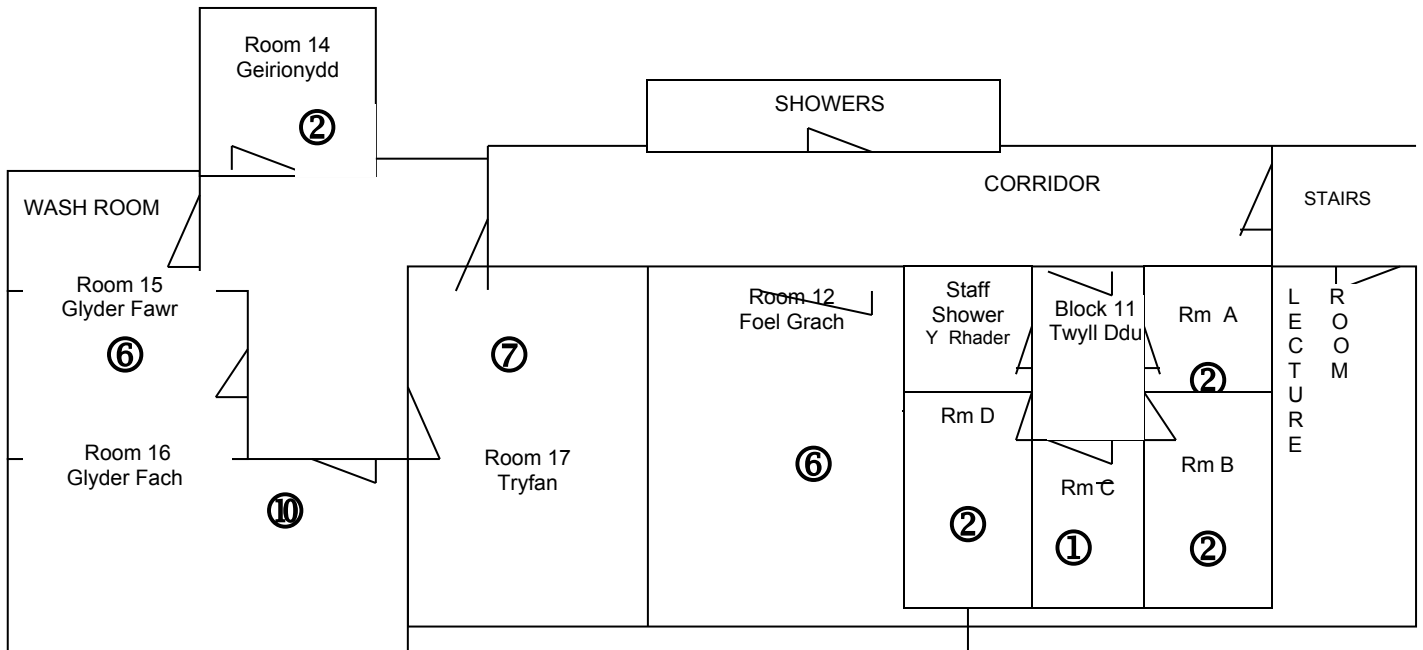 Room 14
Geirionydd
②
SHOWERS
CORRIDOR
STAIRS
WASH ROOM
Room 15
Glyder Fawr
⑥
Room 16
Glyder Fach
⑩
⑦
Room 17
Tryfan
Room 12
Foel Grach
⑥
Staff
Shower
Y Rhader
Block 11
Twyll Ddu
Rm A
②
Rm D
②
Rm C
①
Rm B
②
LECTURE
ROOM